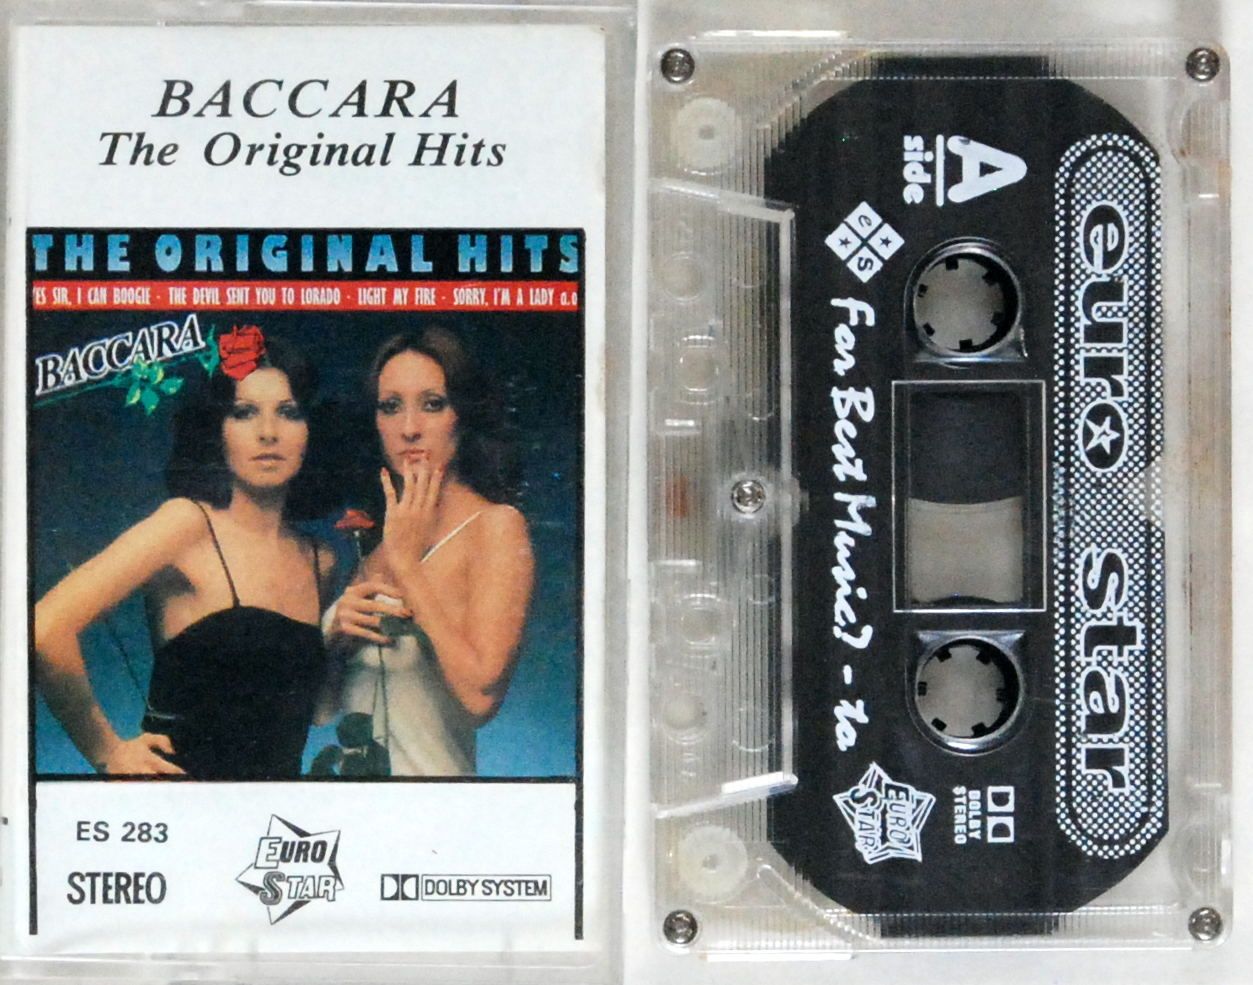 BACCARA
The Original Hits
THE ORIGINAL HITS
YES SIR, I CAN BOOGIE · THE DEVIL SENT YOU TO LORADO · LIGHT MY FIRE · SORRY, I'M A LADY a.o
BACCARA
ES 283
STEREO
EURO
STAR
DOLBY SYSTEM
A
side
e
s
For Best Music? - to
EURO
STAR
DOLBY
STEREO
euro star